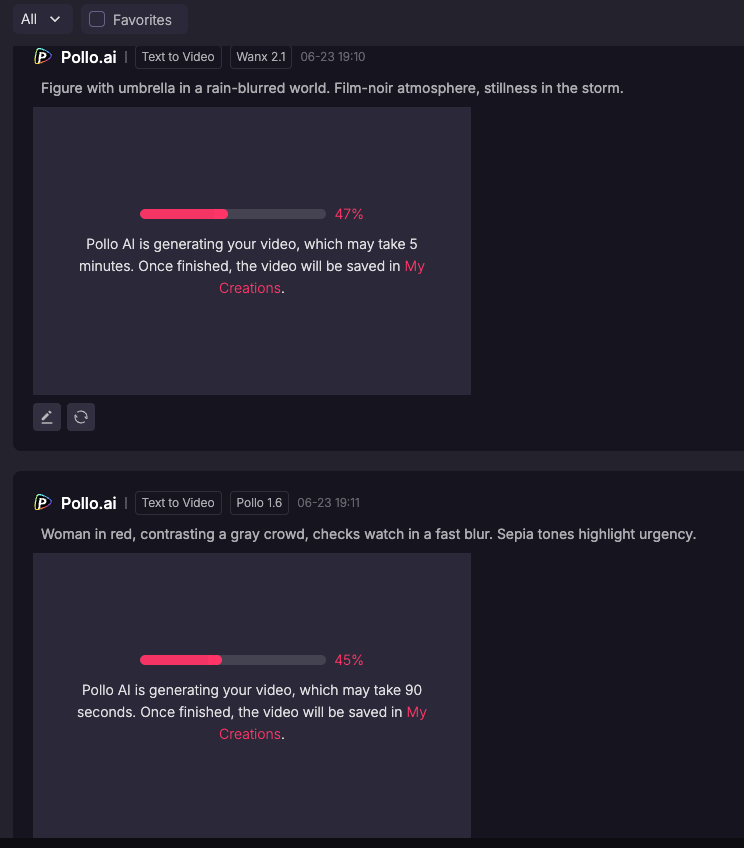 All
Favorites
Pollo.ai | Text to Video Wanx 2.1 06-23 19:10
Figure with umbrella in a rain-blurred world. Film-noir atmosphere, stillness in the storm.
47%
Pollo AI is generating your video, which may take 5
minutes. Once finished, the video will be saved in My
Creations.
Pollo.ai | Text to Video Pollo 1.6 06-23 19:11
Woman in red, contrasting a gray crowd, checks watch in a fast blur. Sepia tones highlight urgency.
45%
Pollo AI is generating your video, which may take 90
seconds. Once finished, the video will be saved in My
Creations.